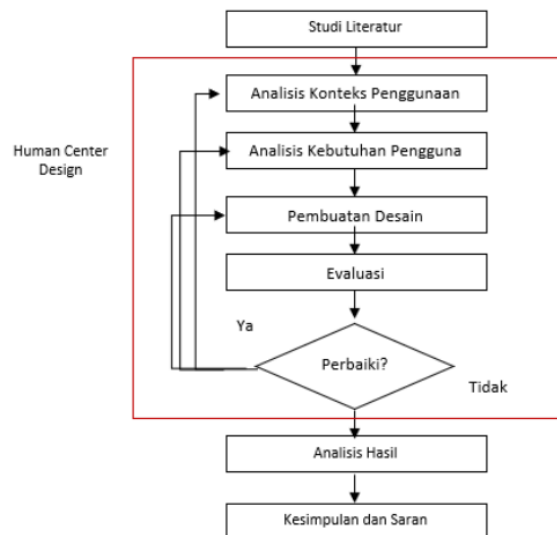 Studi Literatur
Analisis Konteks Penggunaan
Human Center
Design
Analisis Kebutuhan Pengguna
Pembuatan Desain
Evaluasi
Ya
Perbaiki?
Tidak
Analisis Hasil
Kesimpulan dan Saran